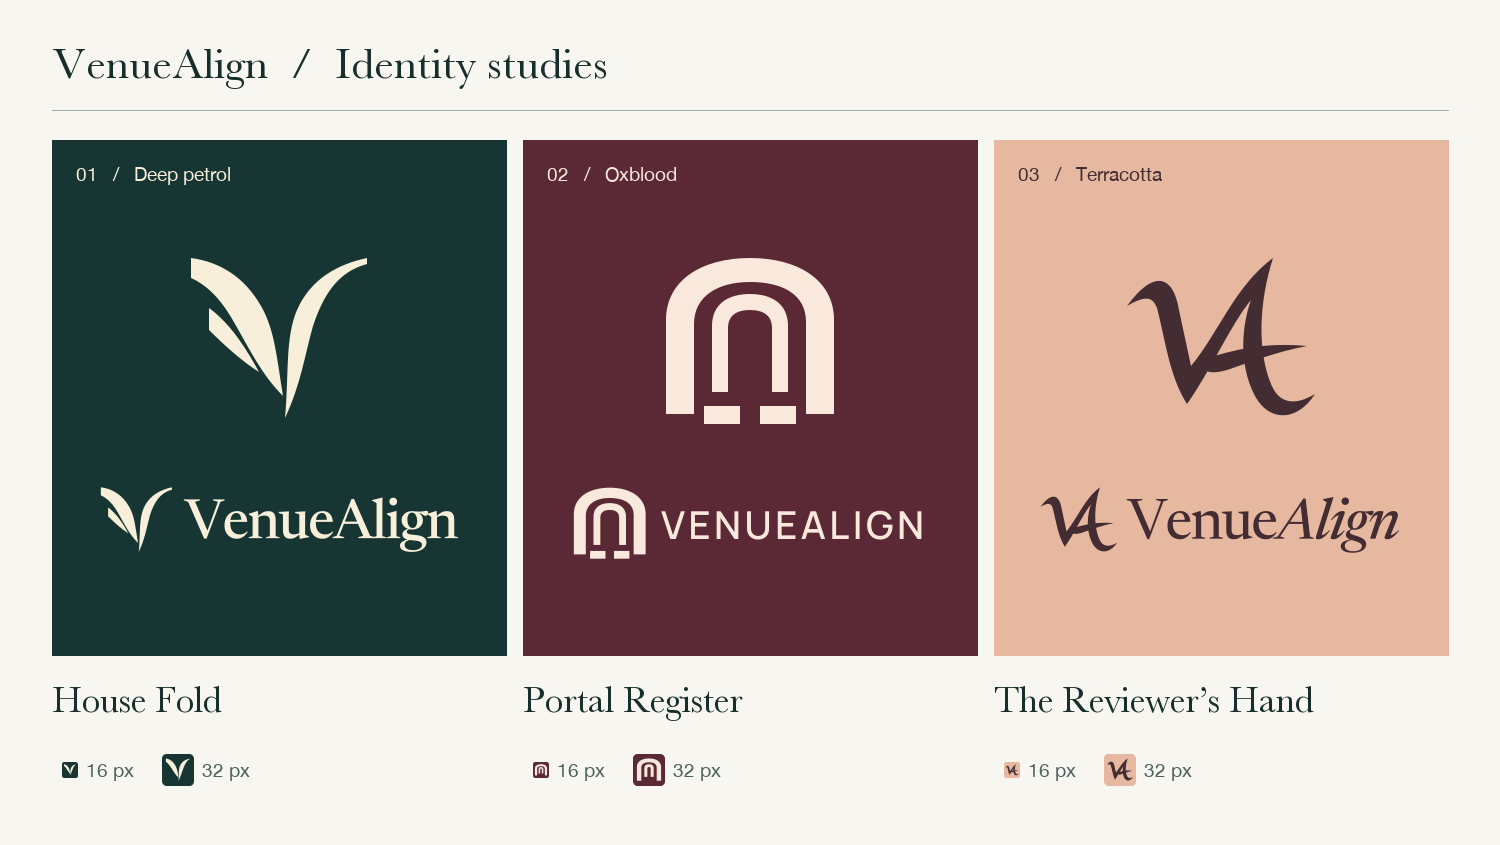 VenueAlign / Identity studies
01 / Deep petrol
02 / Oxblood
03 / Terracotta
VA
VenueAlign
VENUEALIGN
VenueAlign
House Fold
Portal Register
The Reviewer’s Hand
16 px 32 px
16 px 32 px
16 px 32 px